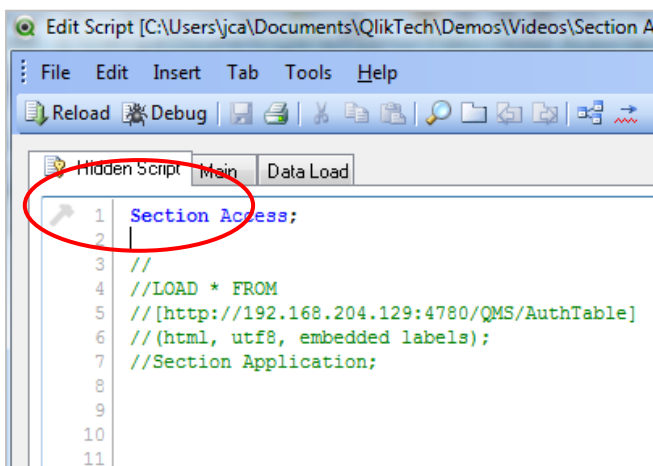 Edit Script [C:\Users\jca\Documents\QlikTech\Demos\Videos\Section A
File Edit Insert Tab Tools Help
Reload Debug
Hidden Script Main Data Load
1 Section Access;
2
3 //
4 //LOAD * FROM
5 //[http://192.168.204.129:4780/QMS/AuthTable]
6 //(html, utf8, embedded labels);
7 //Section Application;
8
9
10
11